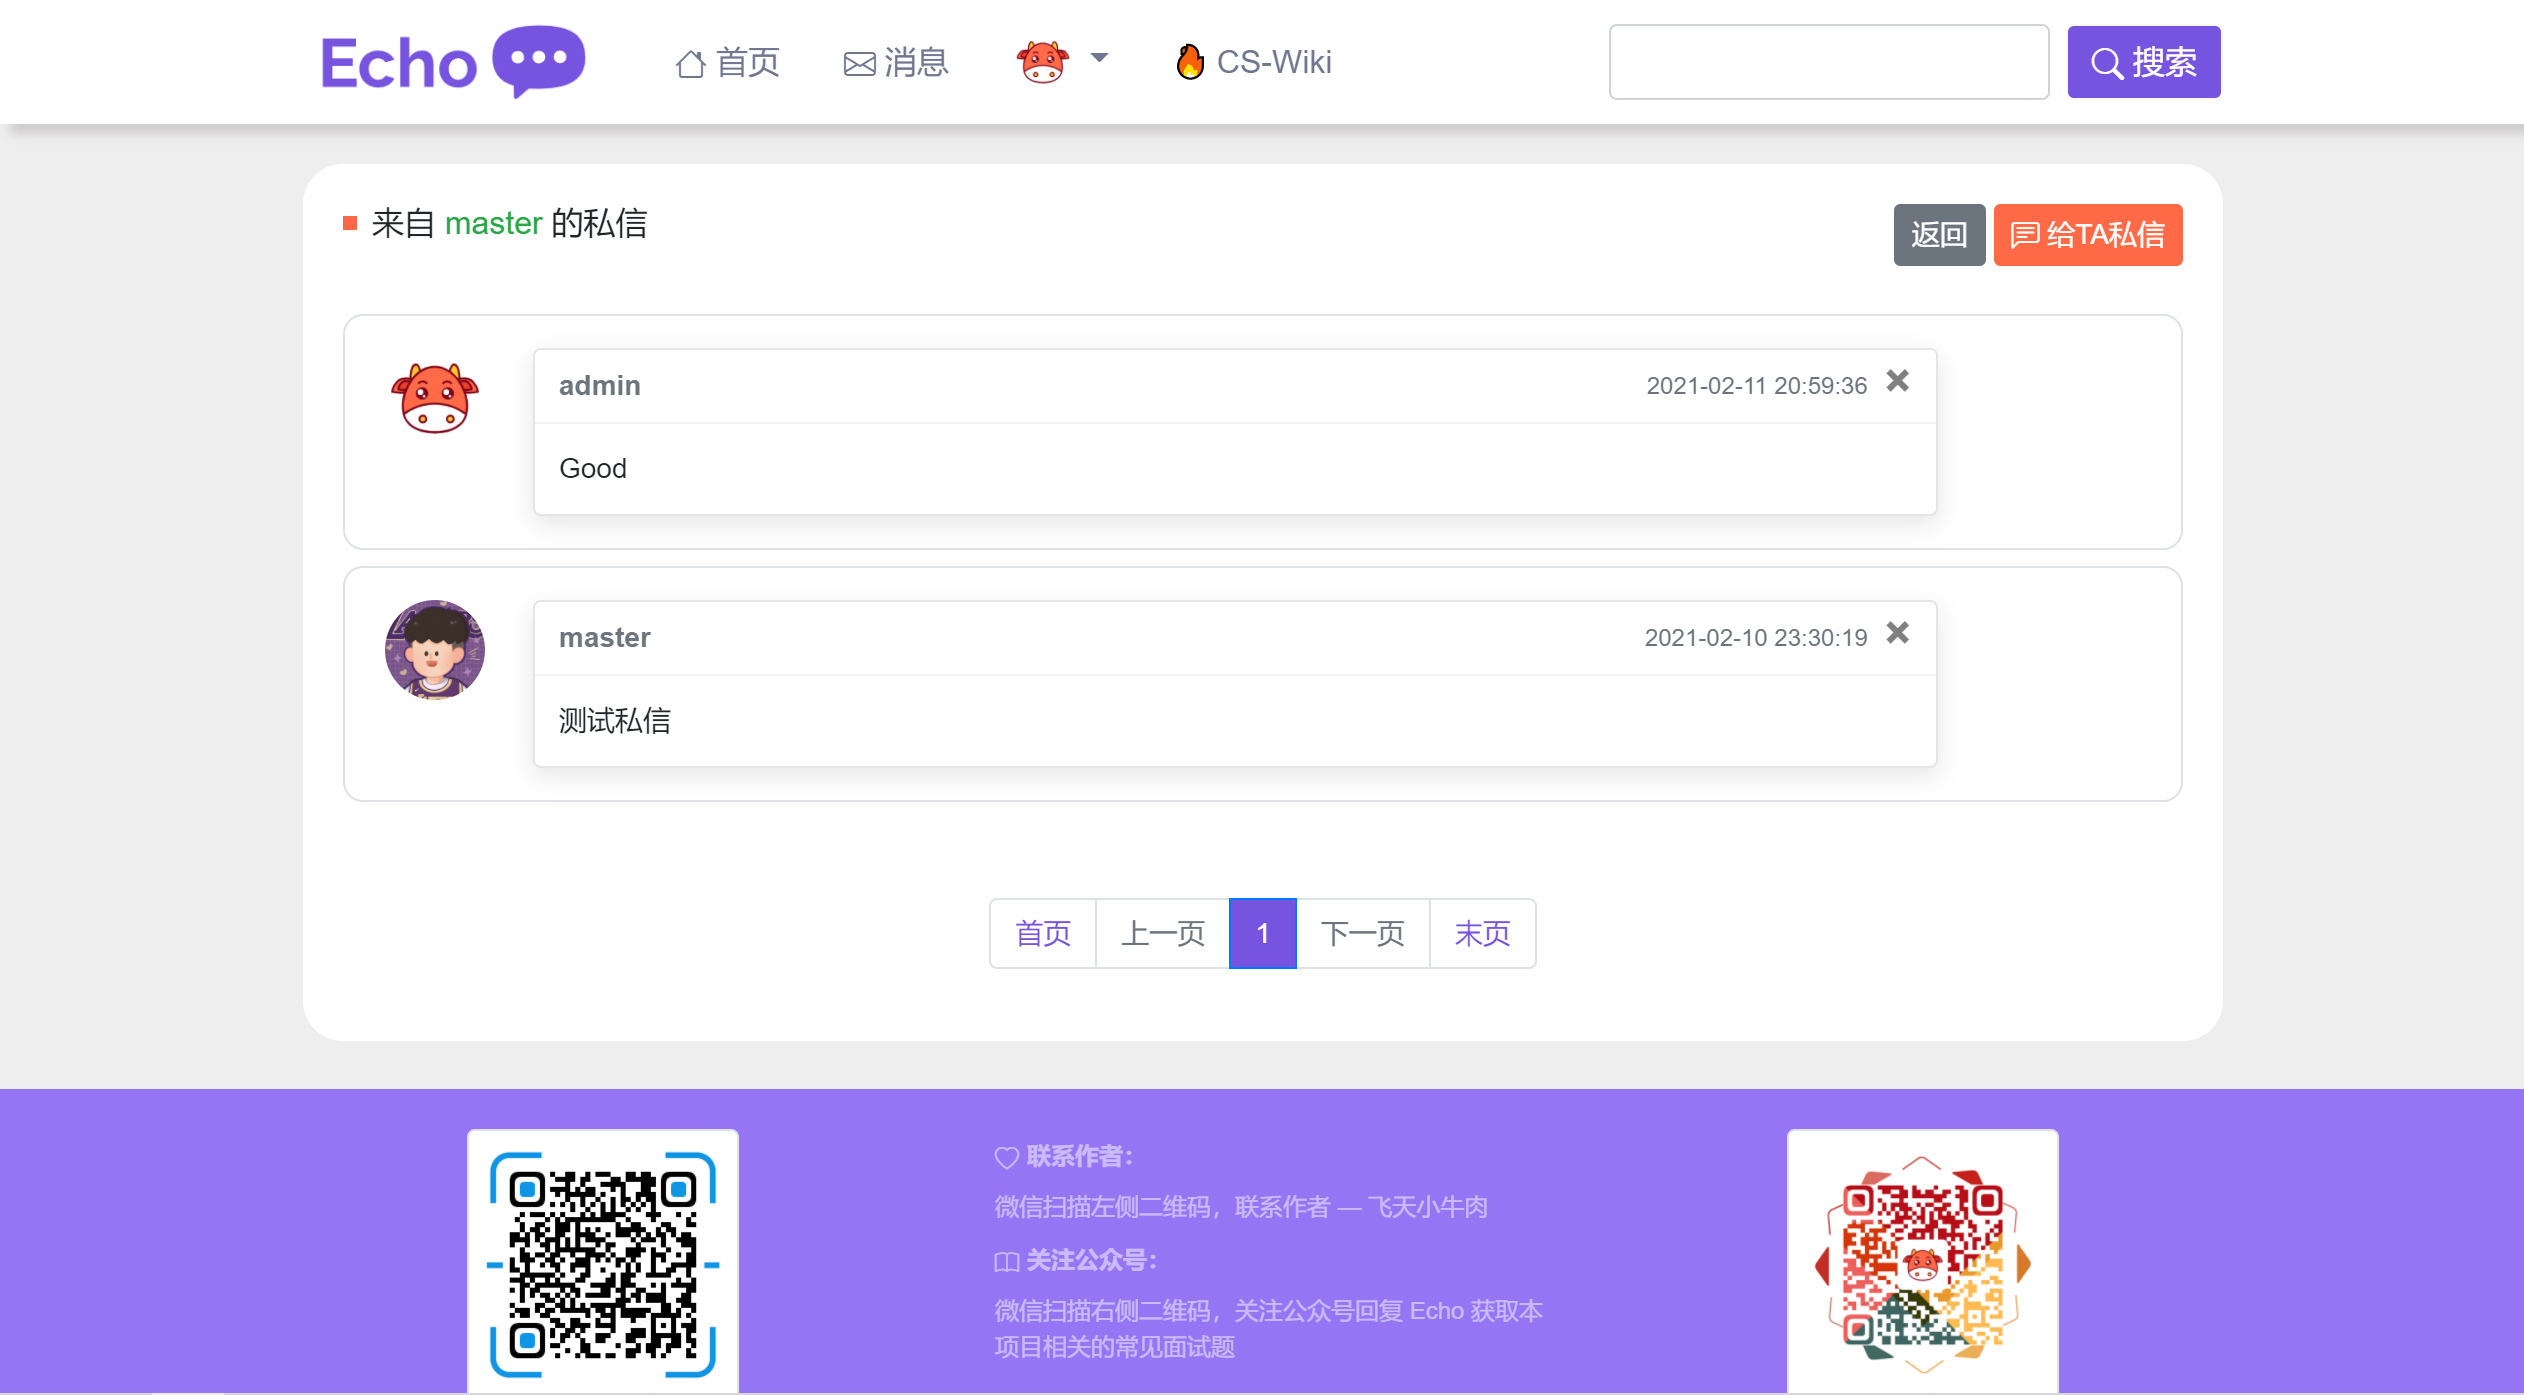 Echo
首页
消息
CS-Wiki
搜索
来自 master 的私信
返回
给TA私信
admin
2021-02-11 20:59:36
Good
master
2021-02-10 23:30:19
测试私信
首页
上一页
1
下一页
末页
联系作者：
微信扫描左侧二维码，联系作者 — 飞天小牛肉
关注公众号：
微信扫描右侧二维码，关注公众号回复 Echo 获取本
项目相关的常见面试题